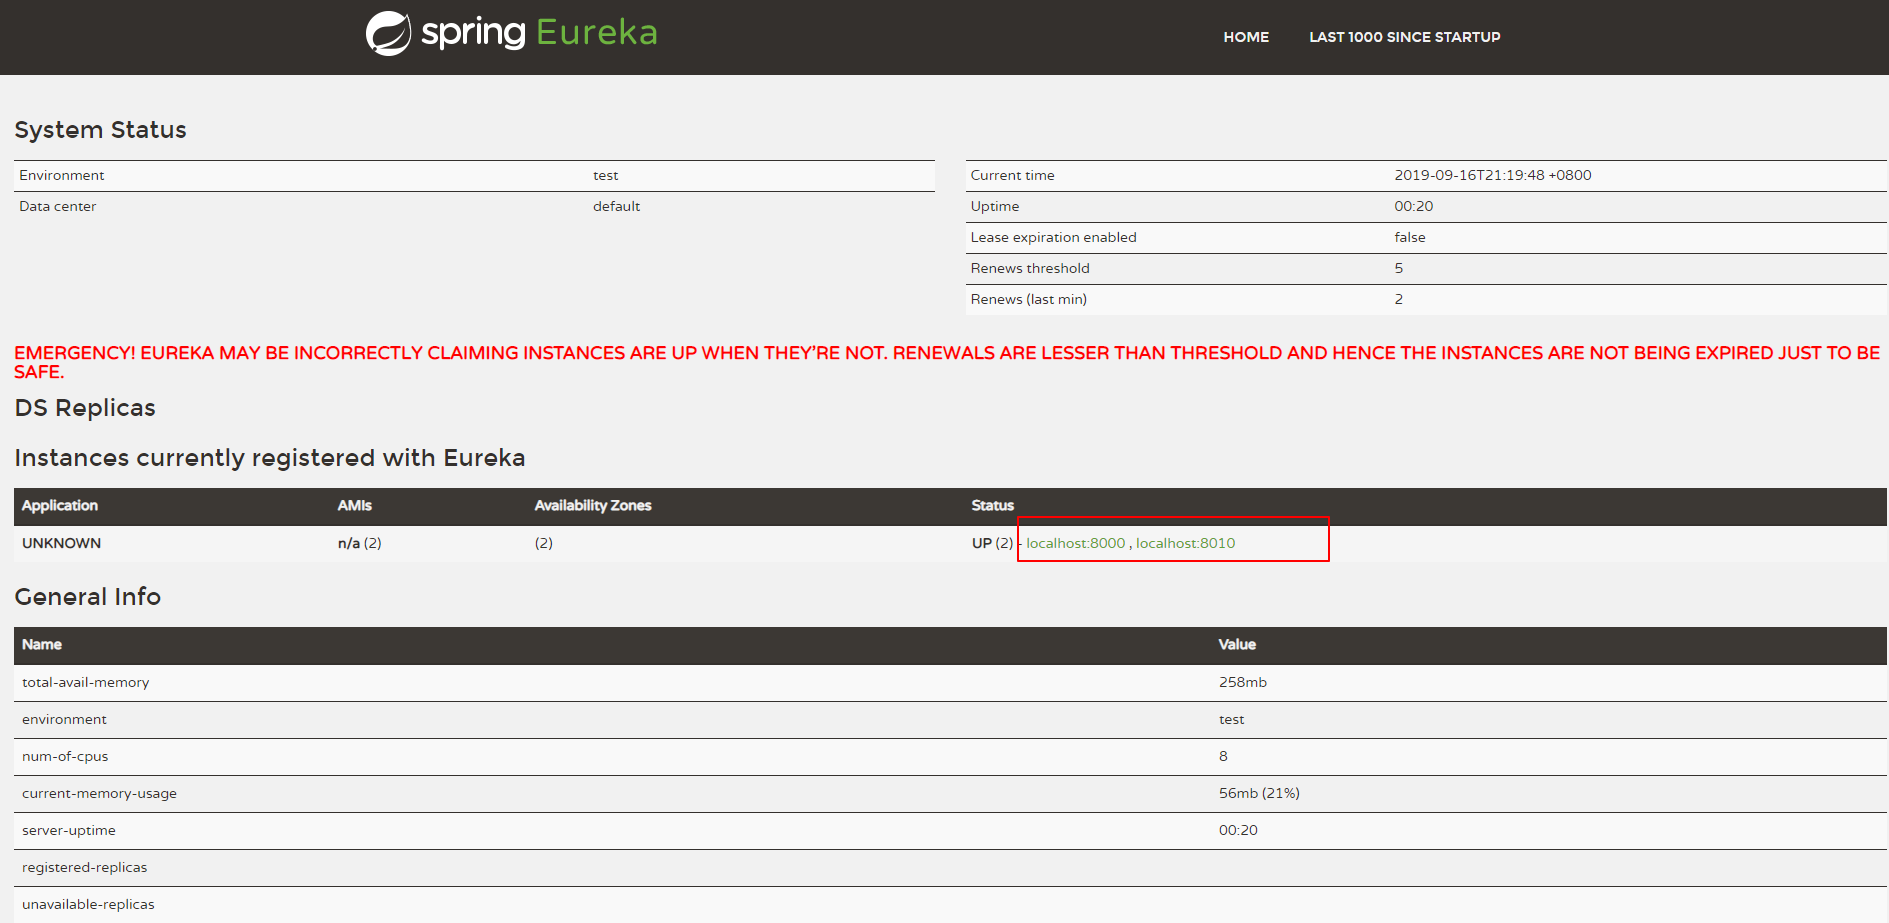 spring Eureka
HOME LAST 1000 SINCE STARTUP
System Status
Environment test
Data center default
Current time 2019-09-16T21:19:48 +0800
Uptime 00:20
Lease expiration enabled false
Renews threshold 5
Renews (last min) 2
EMERGENCY! EUREKA MAY BE INCORRECTLY CLAIMING INSTANCES ARE UP WHEN THEY'RE NOT. RENEWALS ARE LESSER THAN THRESHOLD AND HENCE THE INSTANCES ARE NOT BEING EXPIRED JUST TO BE
SAFE.
DS Replicas
Instances currently registered with Eureka
Application AMIs Availability Zones Status
UNKNOWN n/a (2) (2) UP (2) - localhost:8000 , localhost:8010
General Info
Name Value
total-avail-memory 258mb
environment test
num-of-cpus 8
current-memory-usage 56mb (21%)
server-uptime 00:20
registered-replicas
unavailable-replicas